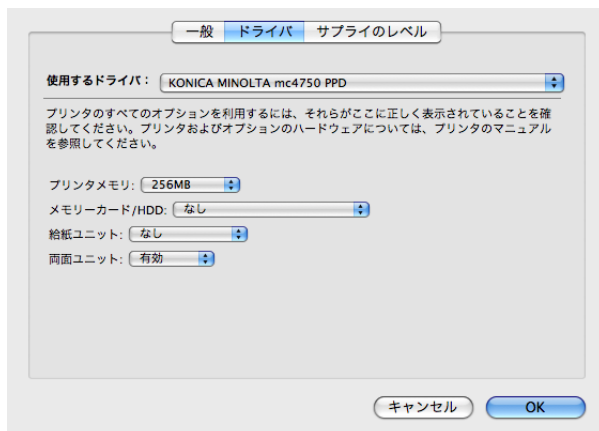 一般 ドライバ サプライのレベル
使用するドライバ： KONICA MINOLTA mc4750 PPD
プリンタのすべてのオプションを利用するには、それらがここに正しく表示されていることを確
認してください。プリンタおよびオプションのハードウェアについては、プリンタのマニュアル
を参照してください。
プリンタメモリ: 256MB
メモリーカード/HDD: なし
給紙ユニット: なし
両面ユニット: 有効
キャンセル OK